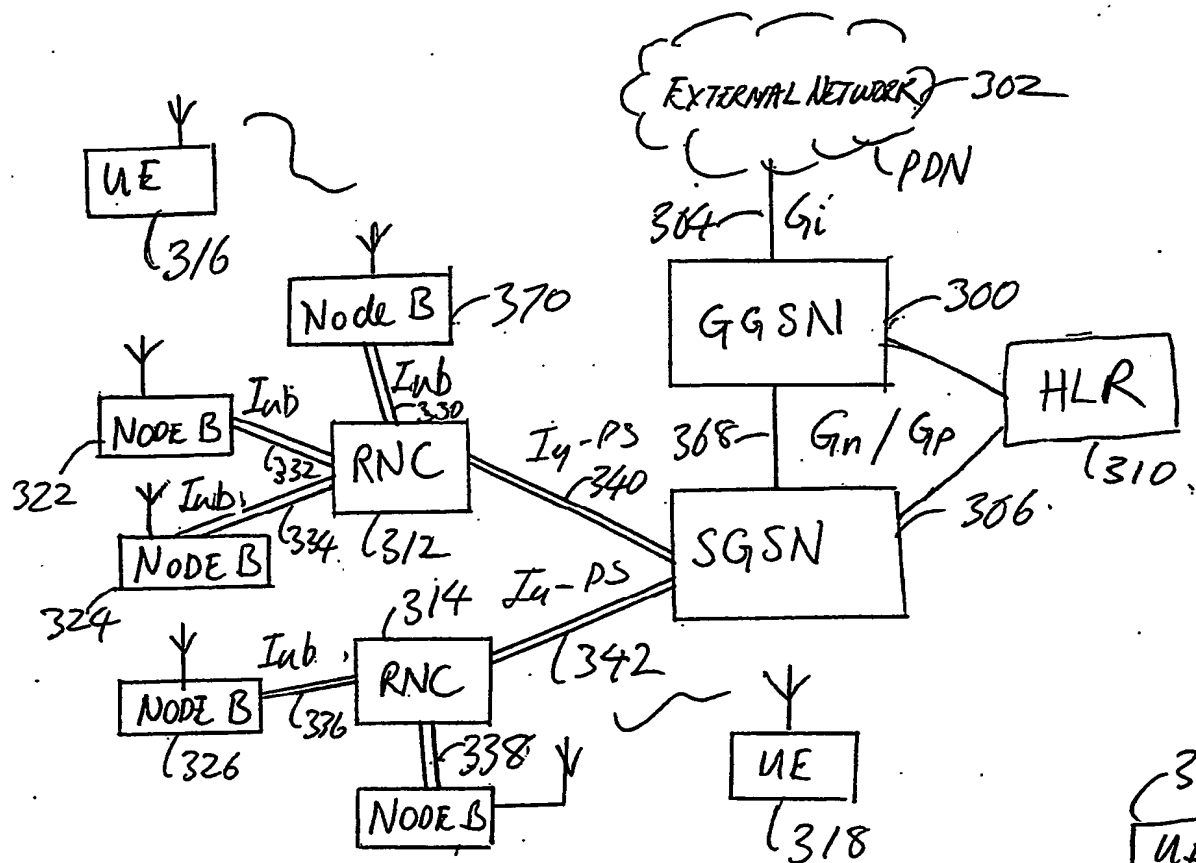 EXTERNAL NETWORK
302
PDN
UE
316
304
Gi
Node B
370
GGSN
300
HLR
310
Iub
330
NODE B
322
Iub
332
RNC
312
Iu-PS
340
368
Gn / Gp
306
Iub
334
NODE B
324
SGSN
314
Iu-PS
342
RNC
Iub
336
NODE B
326
338
NODE B
UE
318
3